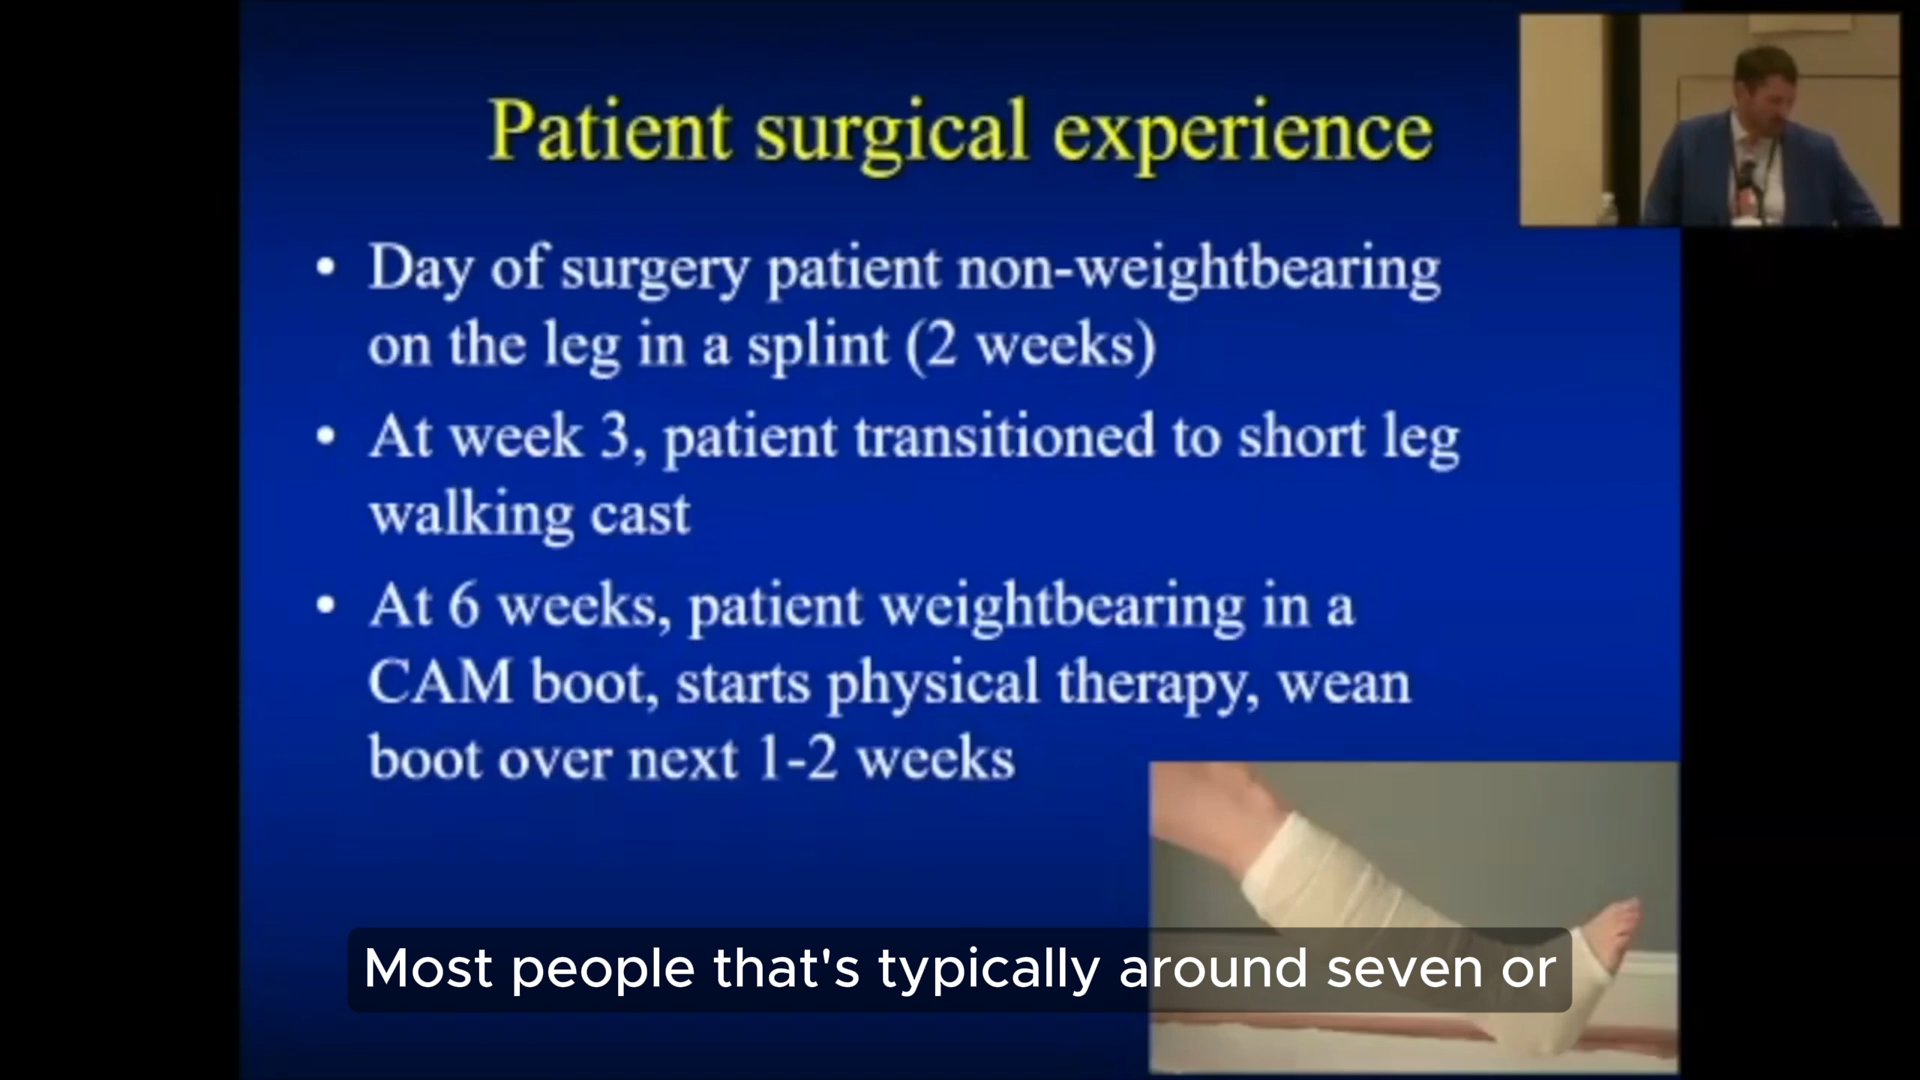 Patient surgical experience
• Day of surgery patient non-weightbearing
on the leg in a splint (2 weeks)
• At week 3, patient transitioned to short leg
walking cast
• At 6 weeks, patient weightbearing in a
CAM boot, starts physical therapy, wean
boot over next 1-2 weeks
Most people that's typically around seven or